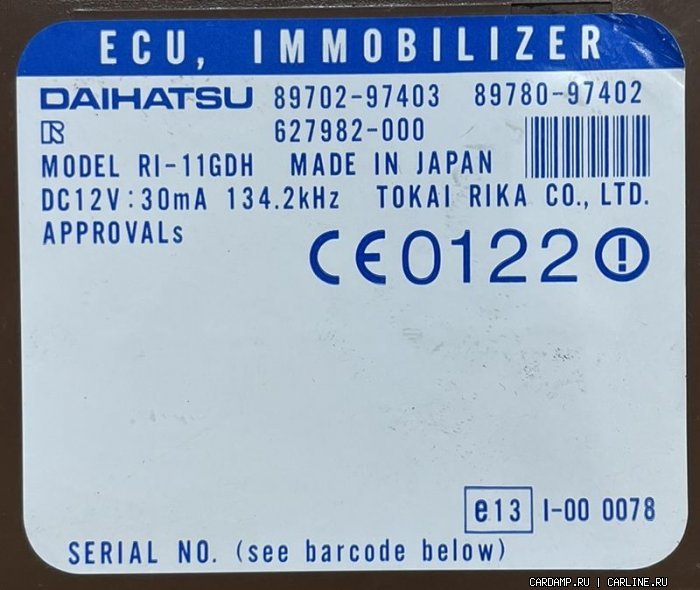 ECU, IMMOBILIZER
DAIHATSU 89702-97403 89780-97402
R 627982-000
MODEL RI-11GDH MADE IN JAPAN
DC12V:30mA 134.2kHz TOKAI RIKA CO., LTD.
APPROVALs
CE0122!
e13 I-00 0078
SERIAL NO. (see barcode below)
CARDAMP.RU | CARLINE.RU